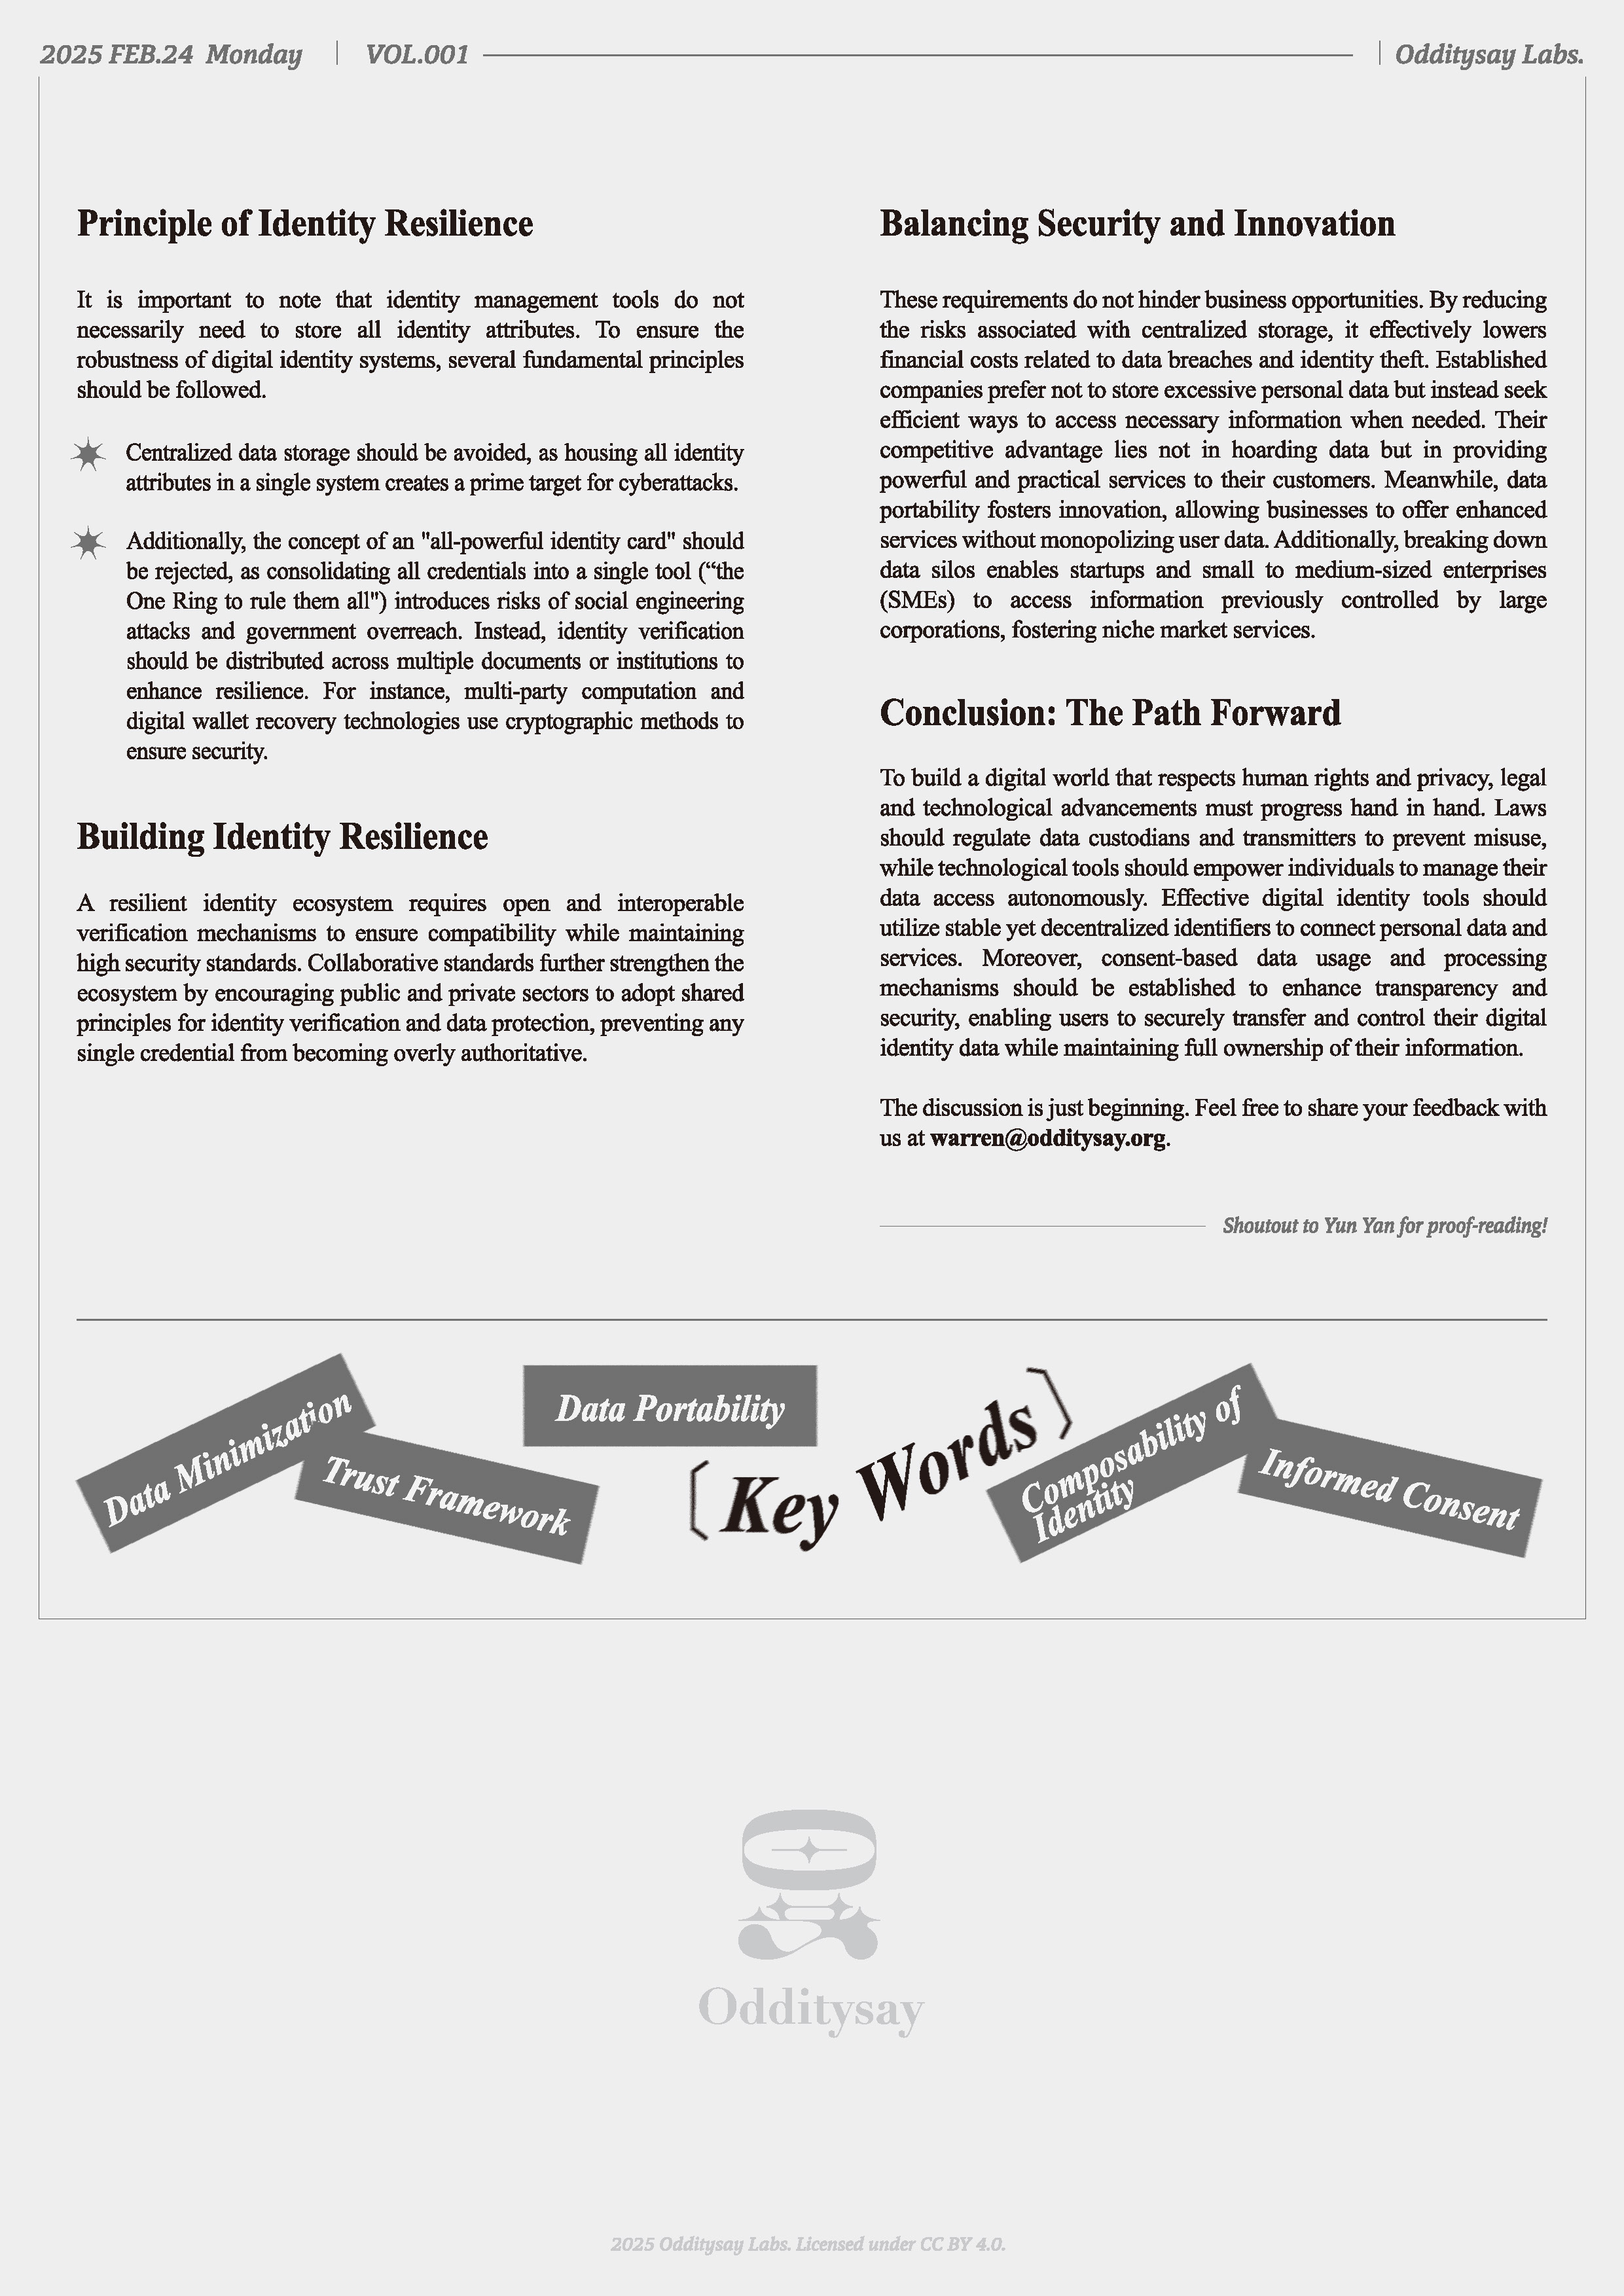 2025 FEB.24 Monday | VOL.001
Odditysay Labs.
Principle of Identity Resilience
It is important to note that identity management tools do not
necessarily need to store all identity attributes. To ensure the
robustness of digital identity systems, several fundamental principles
should be followed.
Centralized data storage should be avoided, as housing all identity
attributes in a single system creates a prime target for cyberattacks.
Additionally, the concept of an "all-powerful identity card" should
be rejected, as consolidating all credentials into a single tool (“the
One Ring to rule them all") introduces risks of social engineering
attacks and government overreach. Instead, identity verification
should be distributed across multiple documents or institutions to
enhance resilience. For instance, multi-party computation and
digital wallet recovery technologies use cryptographic methods to
ensure security.
Building Identity Resilience
A resilient identity ecosystem requires open and interoperable
verification mechanisms to ensure compatibility while maintaining
high security standards. Collaborative standards further strengthen the
ecosystem by encouraging public and private sectors to adopt shared
principles for identity verification and data protection, preventing any
single credential from becoming overly authoritative.
Balancing Security and Innovation
These requirements do not hinder business opportunities. By reducing
the risks associated with centralized storage, it effectively lowers
financial costs related to data breaches and identity theft. Established
companies prefer not to store excessive personal data but instead seek
efficient ways to access necessary information when needed. Their
competitive advantage lies not in hoarding data but in providing
powerful and practical services to their customers. Meanwhile, data
portability fosters innovation, allowing businesses to offer enhanced
services without monopolizing user data. Additionally, breaking down
data silos enables startups and small to medium-sized enterprises
(SMEs) to access information previously controlled by large
corporations, fostering niche market services.
Conclusion: The Path Forward
To build a digital world that respects human rights and privacy, legal
and technological advancements must progress hand in hand. Laws
should regulate data custodians and transmitters to prevent misuse,
while technological tools should empower individuals to manage their
data access autonomously. Effective digital identity tools should
utilize stable yet decentralized identifiers to connect personal data and
services. Moreover, consent-based data usage and processing
mechanisms should be established to enhance transparency and
security, enabling users to securely transfer and control their digital
identity data while maintaining full ownership of their information.
The discussion is just beginning. Feel free to share your feedback with
us at warren@odditysay.org.
Shoutout to Yun Yan for proof-reading!
Data Minimization
Trust Framework
Data Portability
〔Key Words〕
Composability of
Identity
Informed Consent
Odditysay
2025 Odditysay Labs. Licensed under CC BY 4.0.